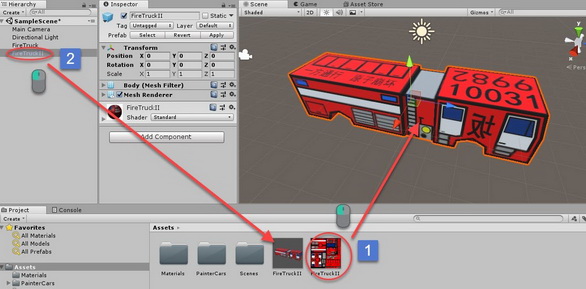 Hierarchy
Create
All
SampleScene*
Main Camera
Directional Light
FireTruck
FireTruckII
2
Inspector
FireTruckII
Static
Tag Untagged Layer Default
Prefab Select Revert Apply
Transform
Position X 0 Y 0 Z 0
Rotation X 0 Y 0 Z 0
Scale X 1 Y 1 Z 1
Body (Mesh Filter)
Mesh Renderer
FireTrucJ:II
Shader Standard
Add Component
Scene Game Asset Store
Shaded 2D Gizmos All
Persp
10031
Project Console
Create
Favorites
All Materials
All Models
All Prefabs
Assets
Materials
PainterCars
Assets
Materials PainterCars Scenes FireTruckII FireTruckII
1